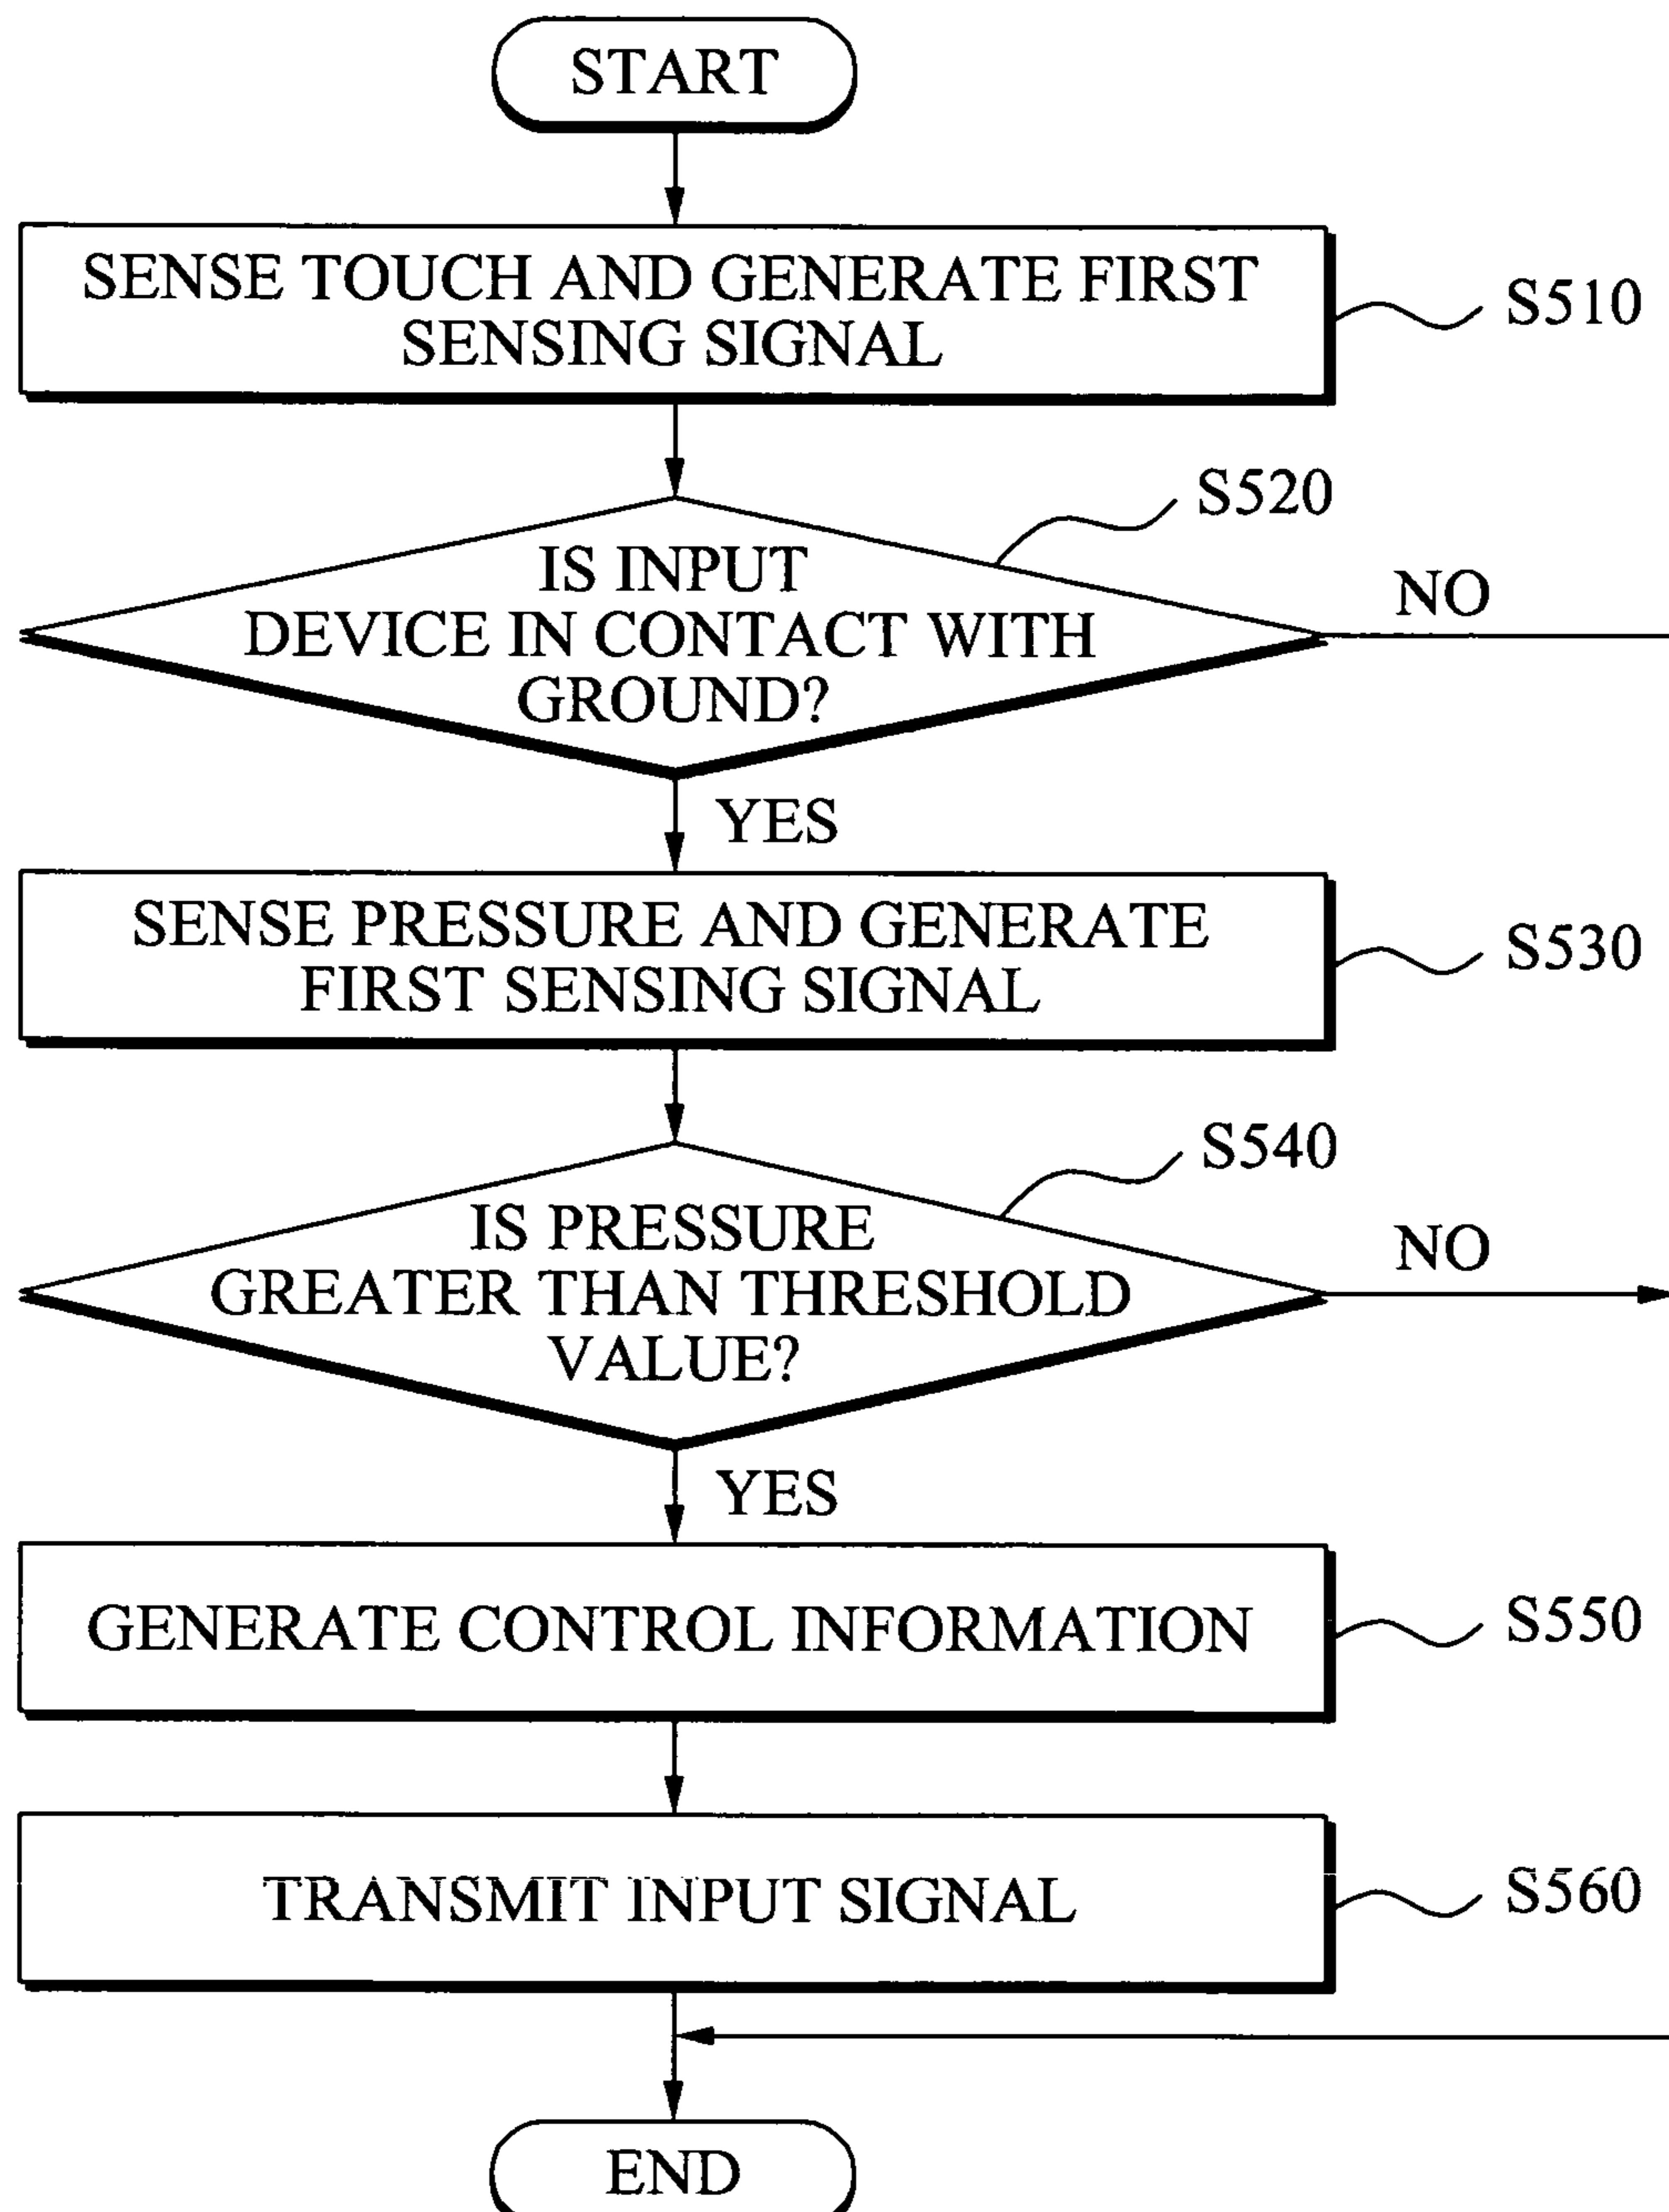 START
SENSE TOUCH AND GENERATE FIRST
SENSING SIGNAL
S510
S520
IS INPUT
DEVICE IN CONTACT WITH
GROUND?
NO
YES
SENSE PRESSURE AND GENERATE
FIRST SENSING SIGNAL
S530
S540
IS PRESSURE
GREATER THAN THRESHOLD
VALUE?
NO
YES
GENERATE CONTROL INFORMATION
S550
TRANSMIT INPUT SIGNAL
S560
END